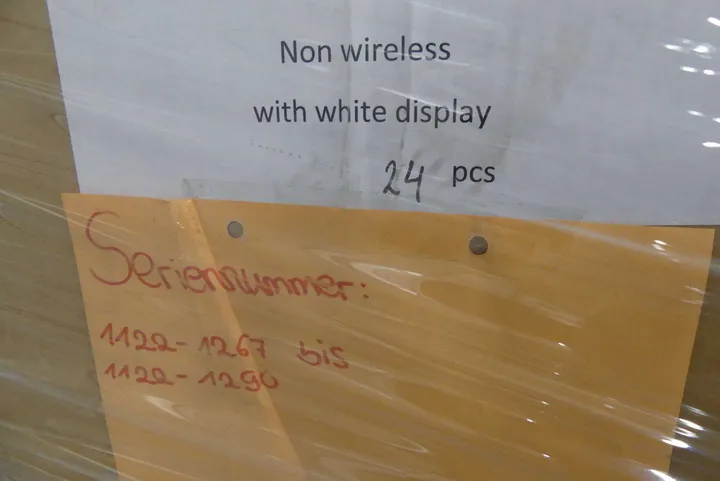 Non wireless
with white display
24 pcs
Seriennummer:
1122-1267 bis
1122-1290